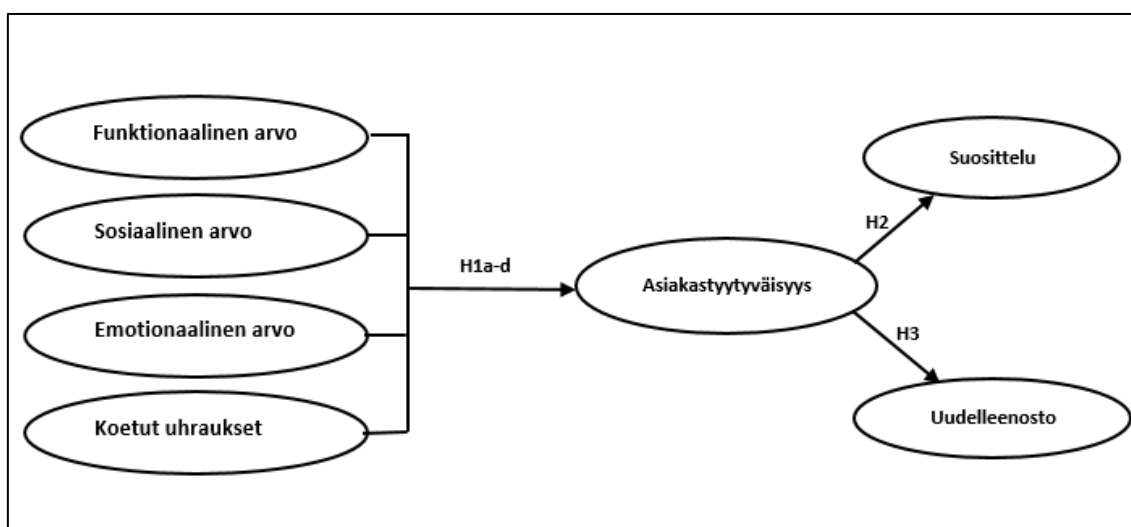 Funktionaalinen arvo
Sosiaalinen arvo
Emotionaalinen arvo
Koetut uhraukset
H1a-d
Asiakastyytyväisyys
H2
Suosittelu
H3
Uudelleenosto